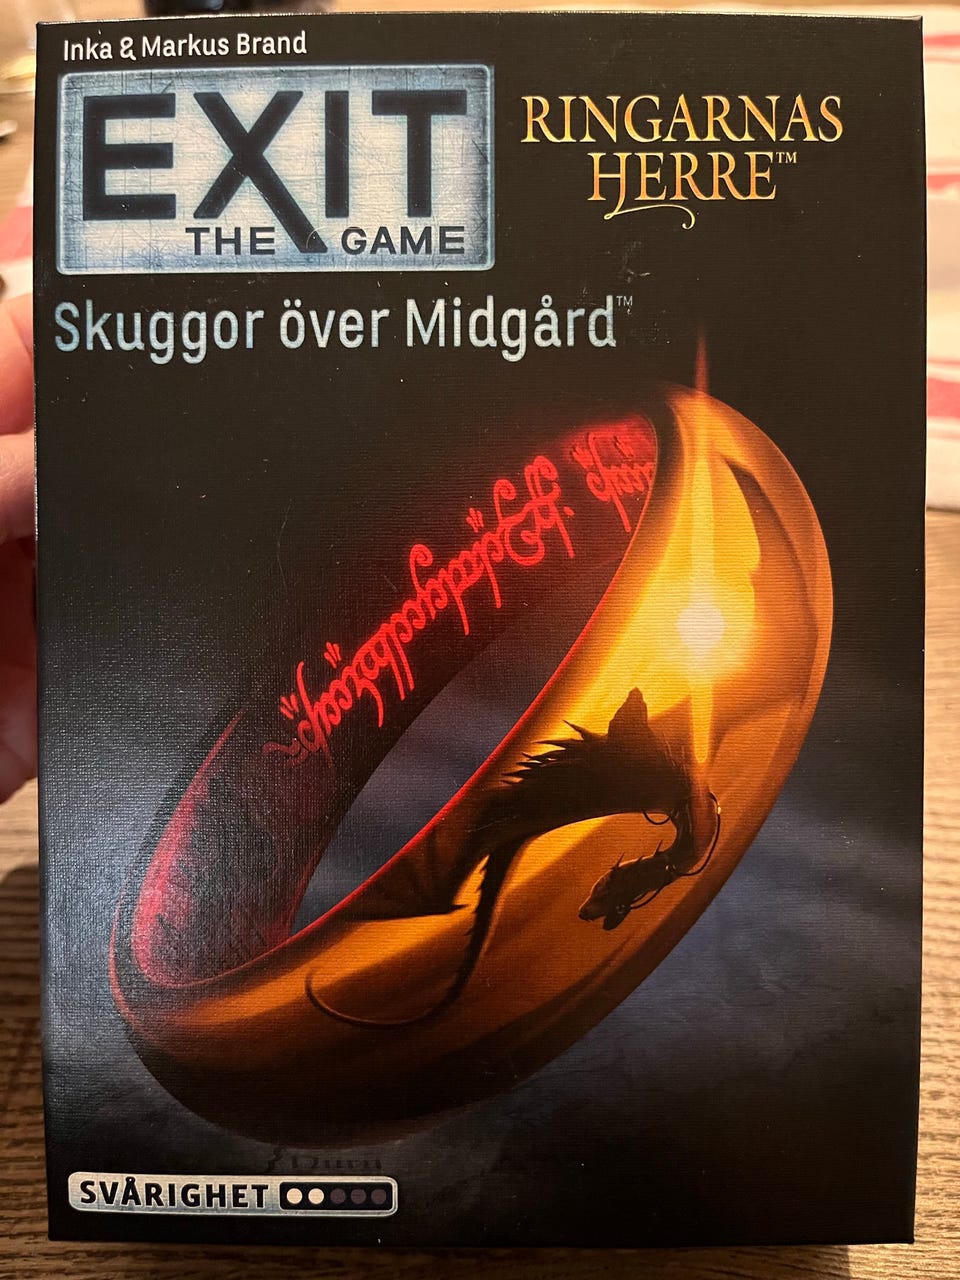 Inka & Markus Brand
EXIT
THE GAME
RINGARNAS
HERRE™
Skuggor över Midgård™
SVÅRIGHET